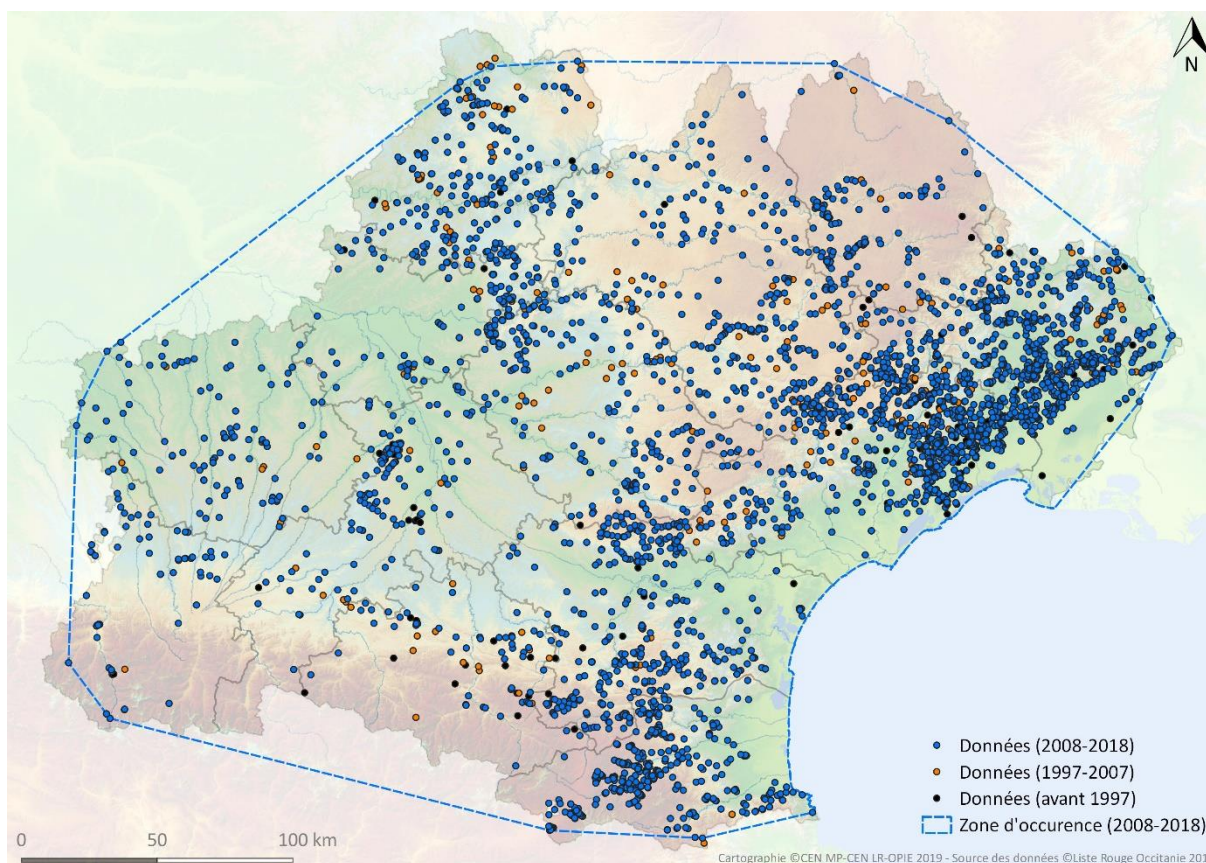 N
Données (2008-2018)
Données (1997-2007)
Données (avant 1997)
Zone d'occurence (2008-2018)
0 50 100 km
Cartographie ©CEN MP-CEN LR-OPIE 2019 - Source des données ©Liste Rouge Occitanie 201